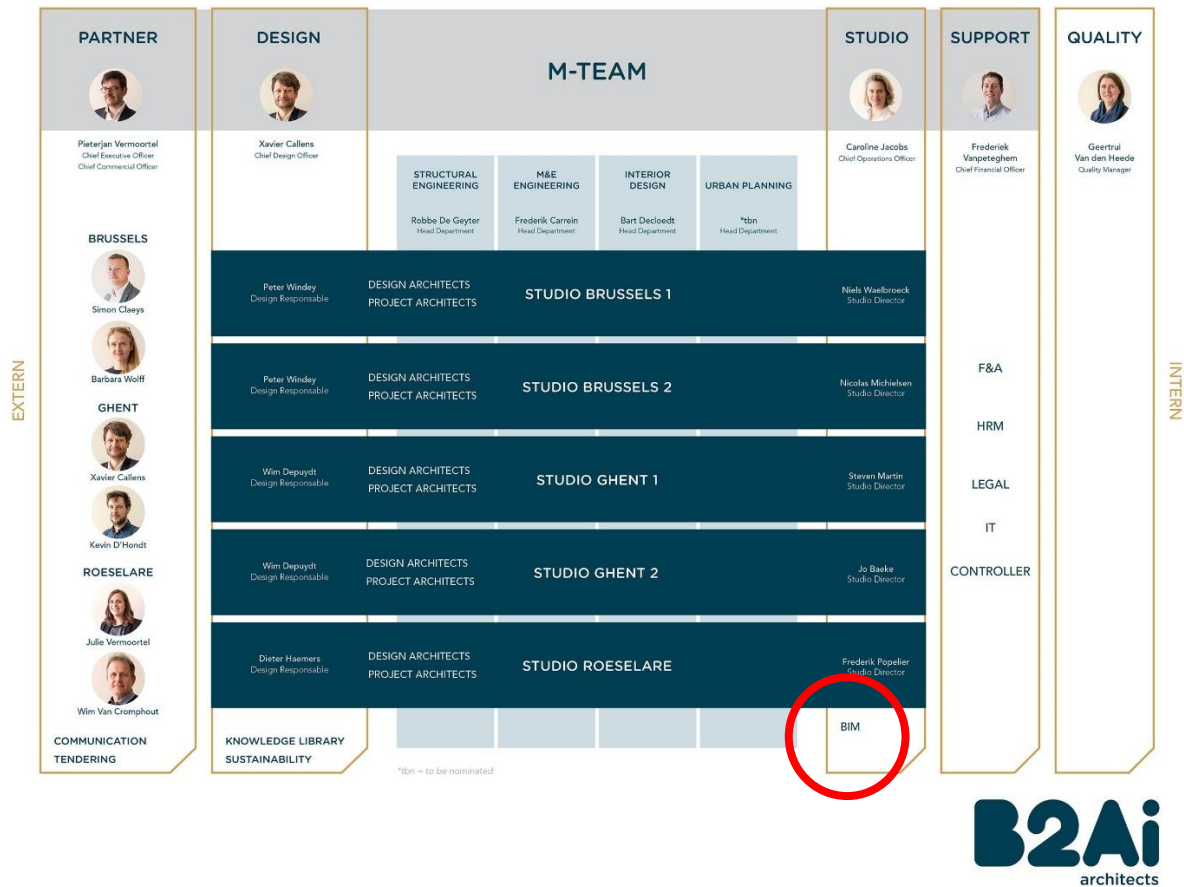 PARTNER
DESIGN
M-TEAM
STUDIO
SUPPORT
QUALITY
Pieterjan Vermoortel
Chief Executive Officer
Chief Commercial Officer
Xavier Callens
Chief Design Officer
Caroline Jacobs
Chief Operations Officer
Frederiek
Vanpeteghem
Chief Financial Officer
Geertrui
Van den Heede
Quality Manager
STRUCTURAL
ENGINEERING
Robbe De Geyter
Head Department
M&E
ENGINEERING
Frederik Carrein
Head Department
INTERIOR
DESIGN
Bart Decloedt
Head Department
URBAN PLANNING
*tbn
Head Department
EXTERN
BRUSSELS
Simon Claeys
Barbara Wolff
GHENT
Xavier Callens
Kevin D'Hondt
ROESELARE
Julie Vermoortel
Wim Van Cromphout
COMMUNICATION
TENDERING
Peter Windey
Design Responsable
DESIGN ARCHITECTS
PROJECT ARCHITECTS
STUDIO BRUSSELS 1
Niels Waelbroeck
Studio Director
Peter Windey
Design Responsable
DESIGN ARCHITECTS
PROJECT ARCHITECTS
STUDIO BRUSSELS 2
Nicolas Michielsen
Studio Director
Wim Depuydt
Design Responsable
DESIGN ARCHITECTS
PROJECT ARCHITECTS
STUDIO GHENT 1
Steven Martin
Studio Director
Wim Depuydt
Design Responsable
DESIGN ARCHITECTS
PROJECT ARCHITECTS
STUDIO GHENT 2
Jo Baeke
Studio Director
Dieter Haemers
Design Responsable
DESIGN ARCHITECTS
PROJECT ARCHITECTS
STUDIO ROESELARE
Frederik Popelier
Studio Director
KNOWLEDGE LIBRARY
SUSTAINABILITY
*tbn = to be nominated
BIM
F&A
HRM
LEGAL
IT
CONTROLLER
INTERN
B2Ai
architects